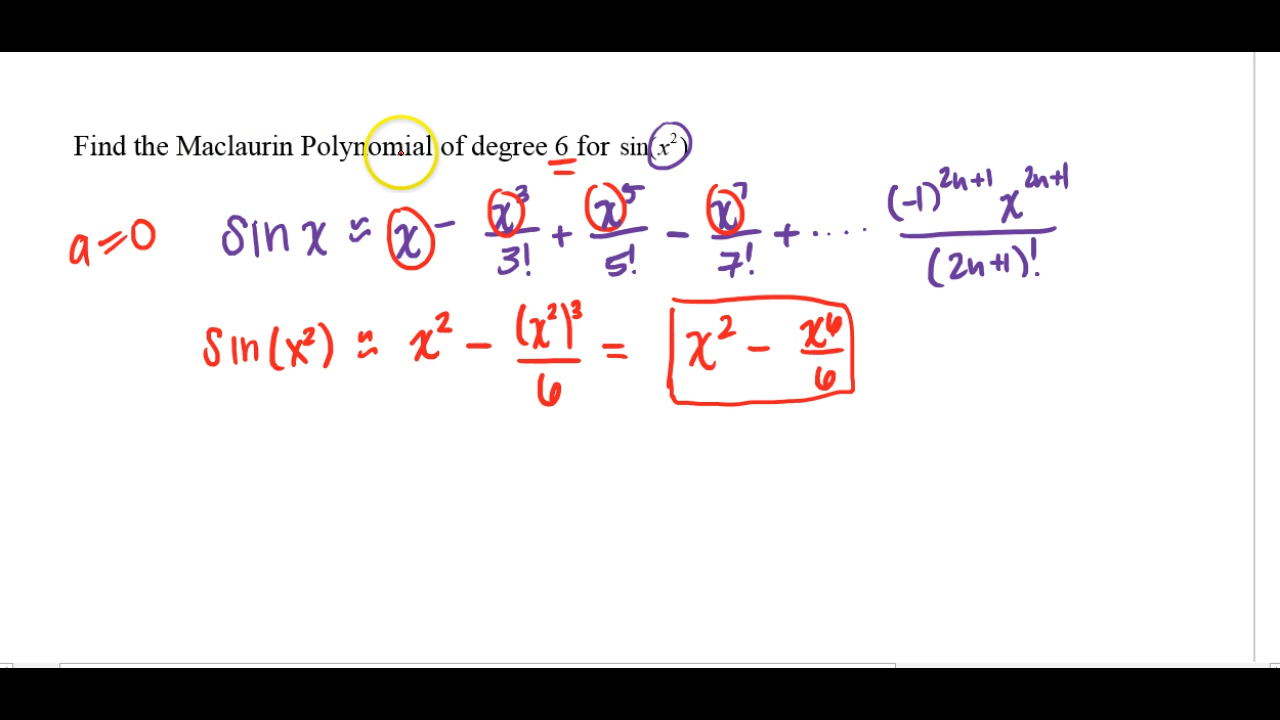 Find the Maclaurin Polynomial of degree 6 for sin(x²)
a=0 sin x ≈ x - x³/3! + x⁵/5! - x⁷/7! + ..... (-1)²ⁿ⁺¹ x²ⁿ⁺¹/(2n+1)!
sin(x²) ≈ x² - (x²)³/6 = x² - x⁶/6